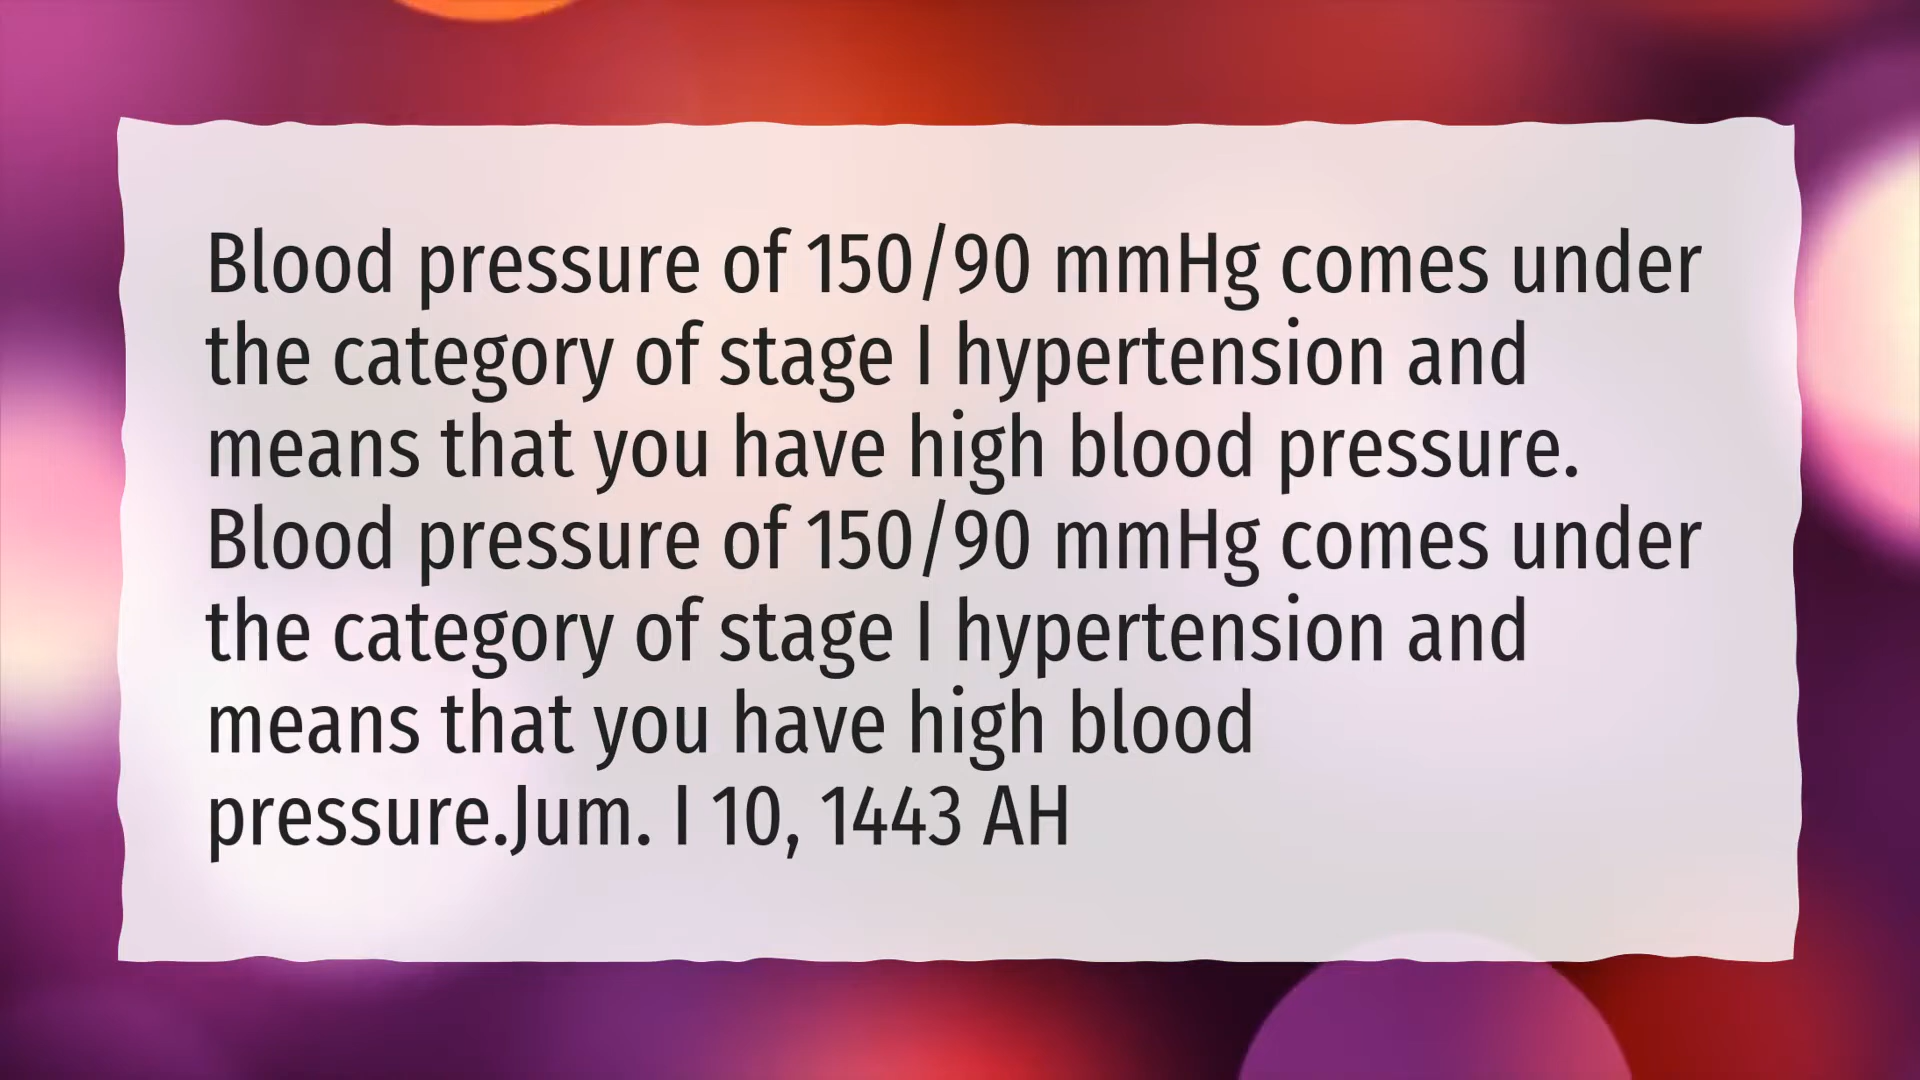 Blood pressure of 150/90 mmHg comes under
the category of stage I hypertension and
means that you have high blood pressure.
Blood pressure of 150/90 mmHg comes under
the category of stage I hypertension and
means that you have high blood
pressure.Jum. I 10, 1443 AH